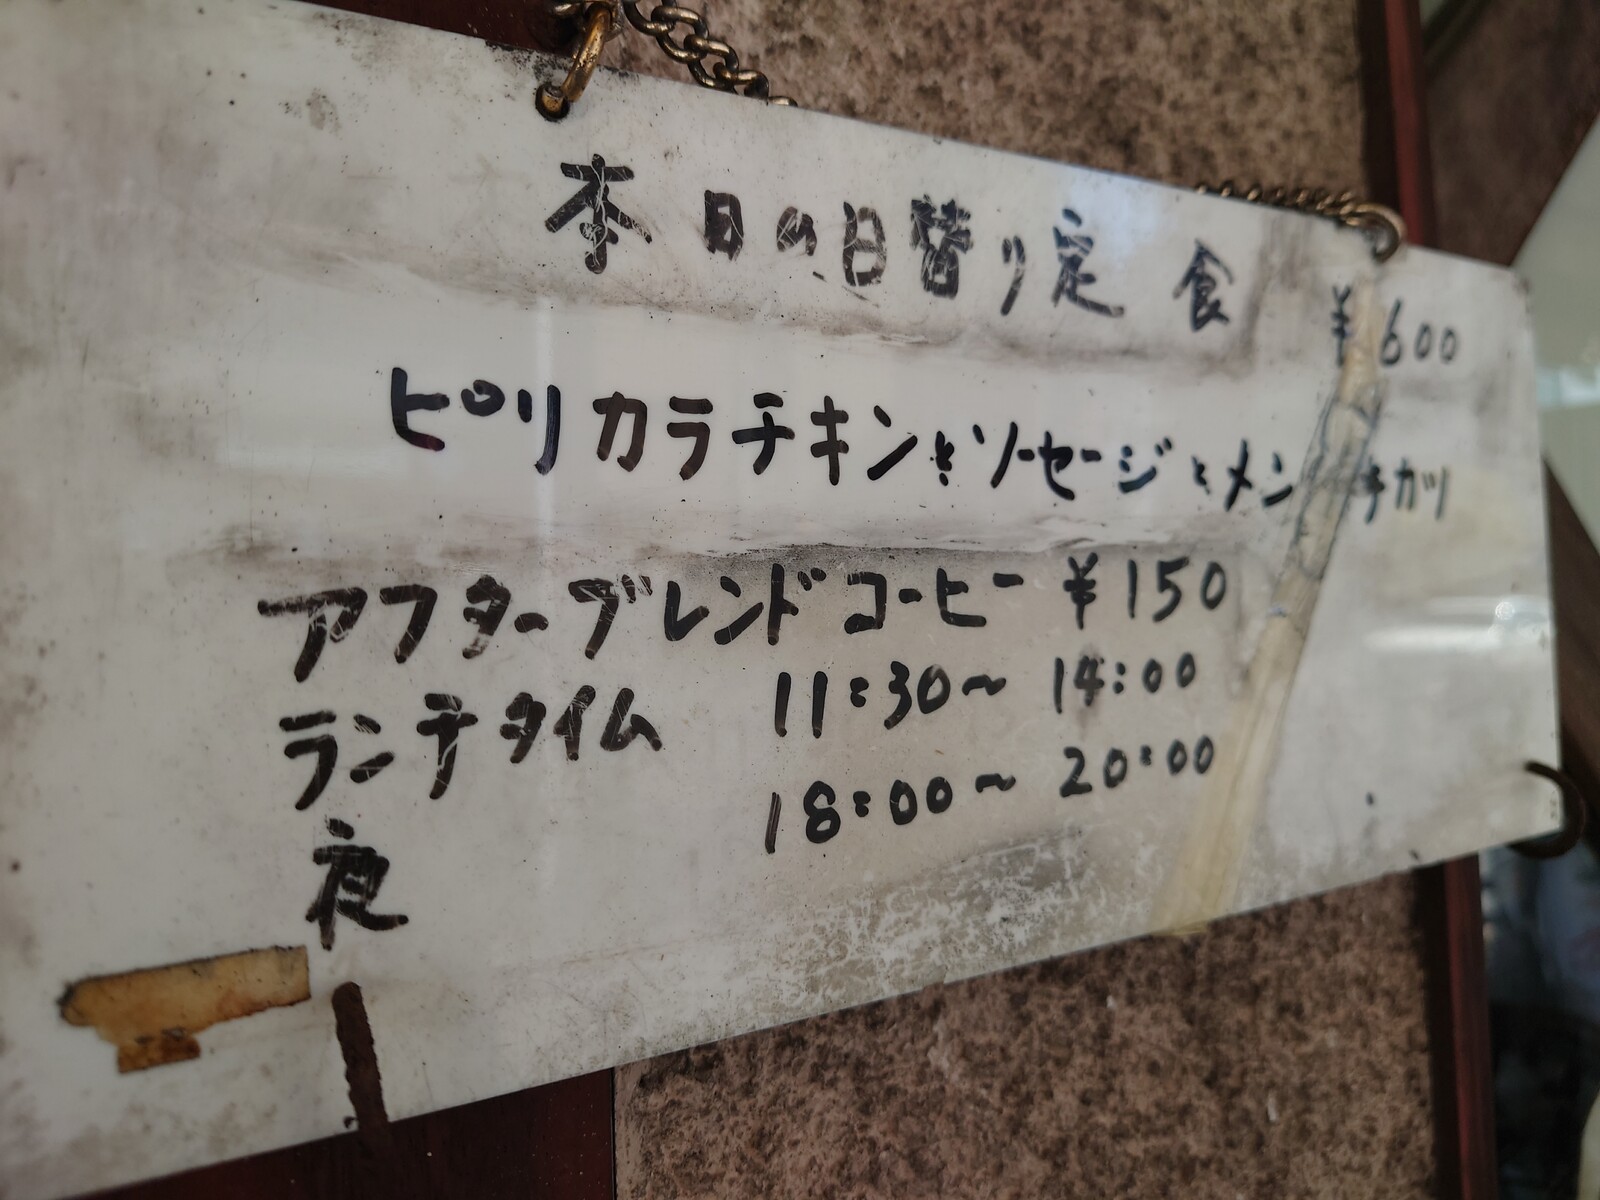 本日の日替り定食 ¥600
ピリカラチキンとソーセージとメンチカツ
アフターブレンドコーヒー ¥150
ランチタイム 11:30~14:00
夜 18:00~20:00